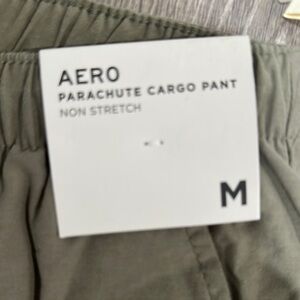 AERO
PARACHUTE CARGO PANT
NON STRETCH
M